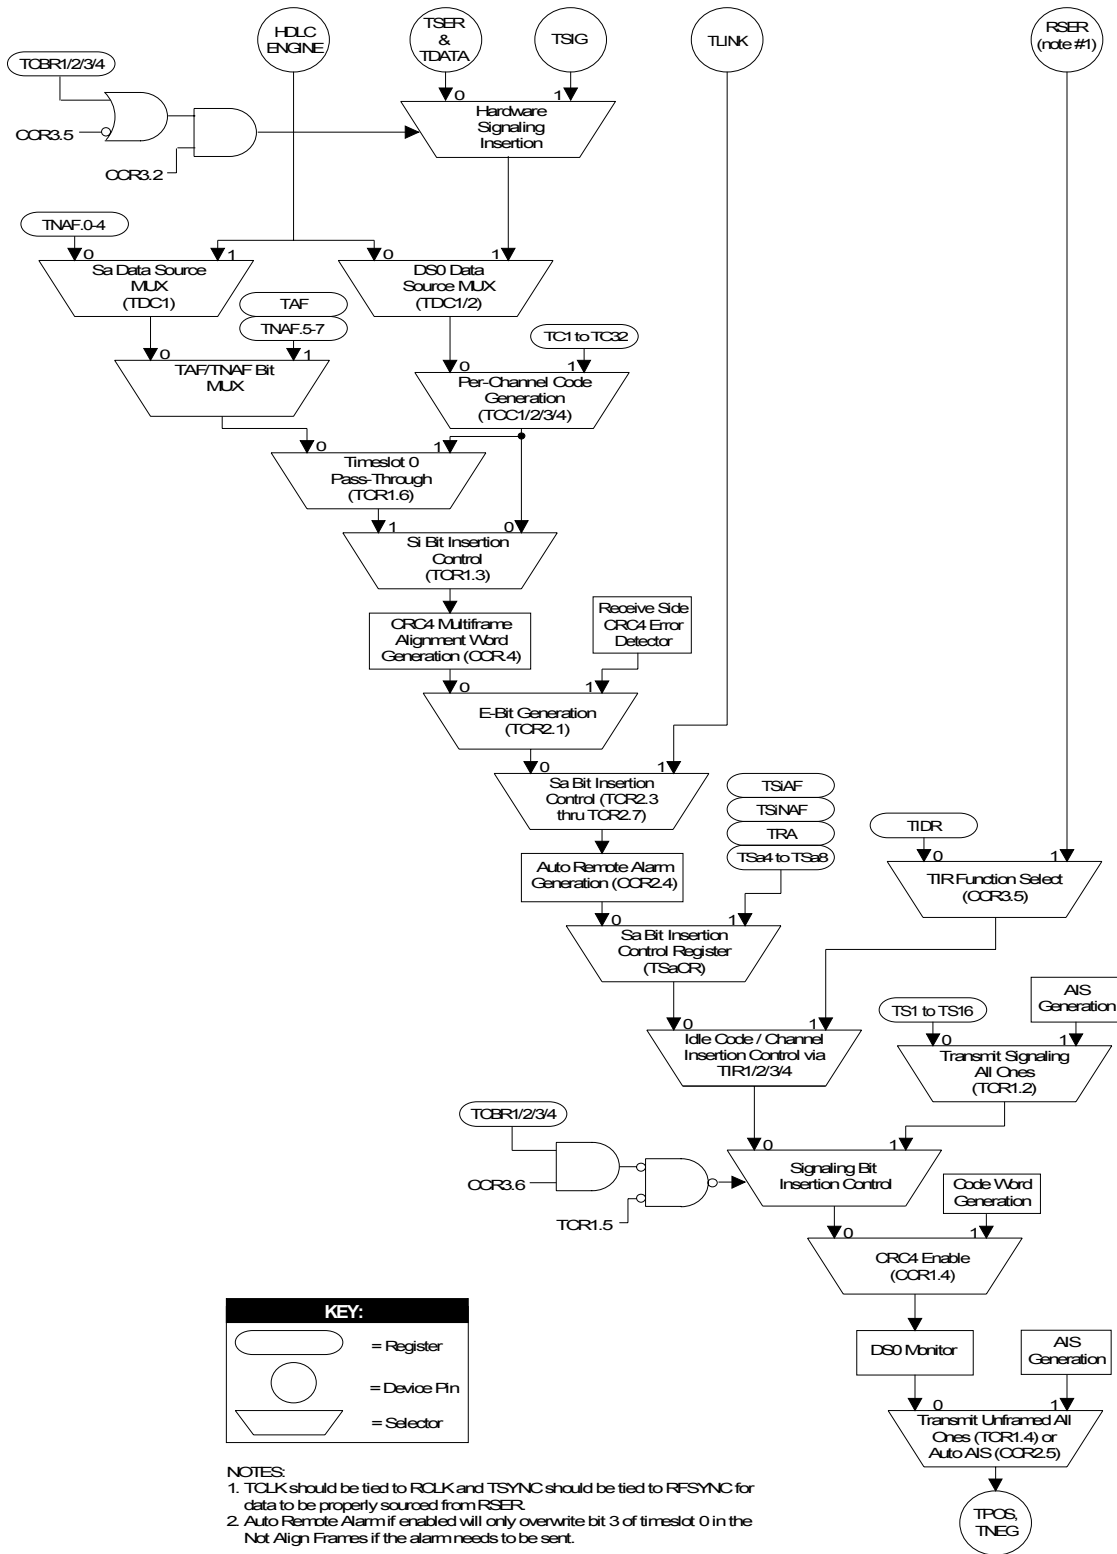 HDLC
ENGINE
TSER
&
TDATA
TSIG
TLINK
RSER
(note #1)
TCBR1/2/3/4
CCR3.5
CCR3.2
0
1
Hardware
Signaling
Insertion
TNAF.0-4
0
1
Sa Data Source
MUX
(TDC1)
0
1
DS0 Data
Source MUX
(TDC1/2)
TAF
TNAF.5-7
0
1
TAF/TNAF Bit
MUX
TC1 to TC32
0
1
Per-Channel Code
Generation
(TCC1/2/3/4)
0
1
Timeslot 0
Pass-Through
(TCR1.6)
1
0
Si Bit Insertion
Control
(TCR1.3)
CRC4 Multiframe
Alignment Word
Generation (CCR.4)
Receive Side
CRC4 Error
Detector
0
1
E-Bit Generation
(TCR2.1)
0
1
Sa Bit Insertion
Control (TCR2.3
thru TCR2.7)
TSiAF
TSiNAF
TRA
TSa4 to TSa8
Auto Remote Alarm
Generation (CCR2.4)
0
1
Sa Bit Insertion
Control Register
(TSaCR)
TIDR
0
1
TIR Function Select
(CCR3.5)
0
1
Idle Code / Channel
Insertion Control via
TIR1/2/3/4
TS1 to TS16
AIS
Generation
0
1
Transmit Signaling
All Ones
(TCR1.2)
TCBR1/2/3/4
CCR3.6
TCR1.5
0
1
Signaling Bit
Insertion Control
Code Word
Generation
0
1
CRC4 Enable
(CCR1.4)
DS0 Monitor
AIS
Generation
0
1
Transmit Unframed All
Ones (TCR1.4) or
Auto AIS (CCR2.5)
TPOS,
TNEG
KEY:
= Register
= Device Pin
= Selector
NOTES:
1. TCLK should be tied to RCLK and TSYNC should be tied to RFSYNC for
data to be properly sourced from RSER.
2. Auto Remote Alarm if enabled will only overwrite bit 3 of timeslot 0 in the
Not Align Frames if the alarm needs to be sent.